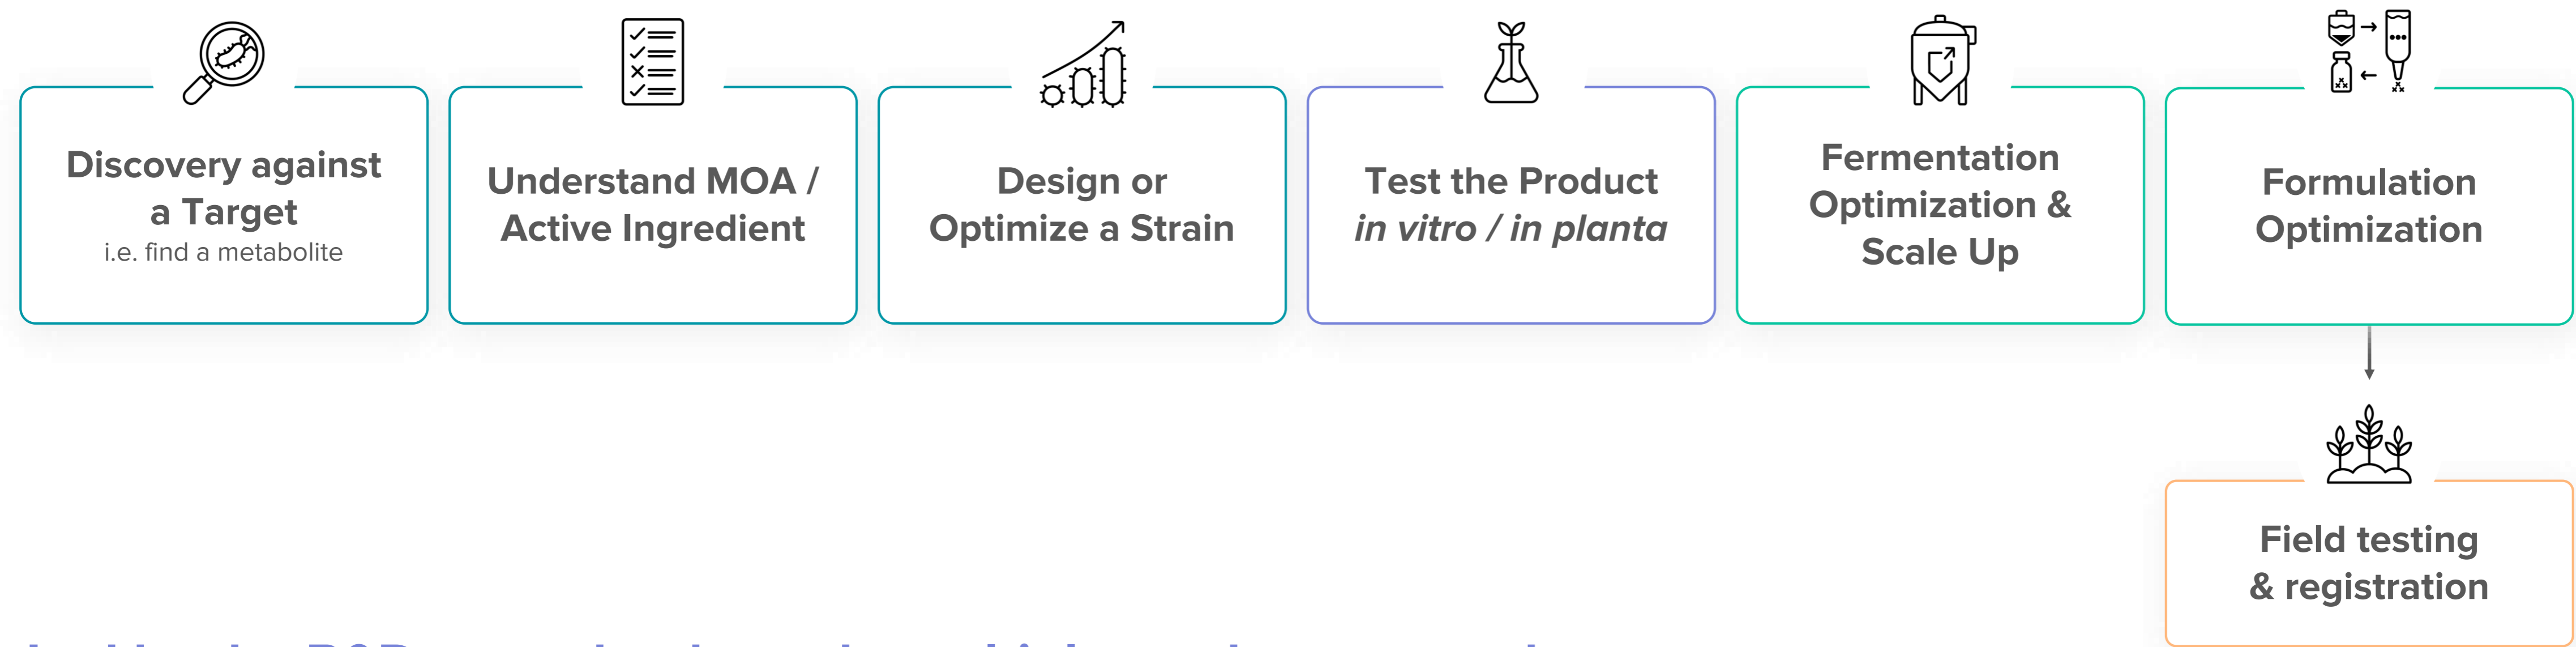 Discovery against
a Target
i.e. find a metabolite
Understand MOA /
Active Ingredient
Design or
Optimize a Strain
Test the Product
in vitro / in planta
Fermentation
Optimization &
Scale Up
Formulation
Optimization
Field testing
& registration